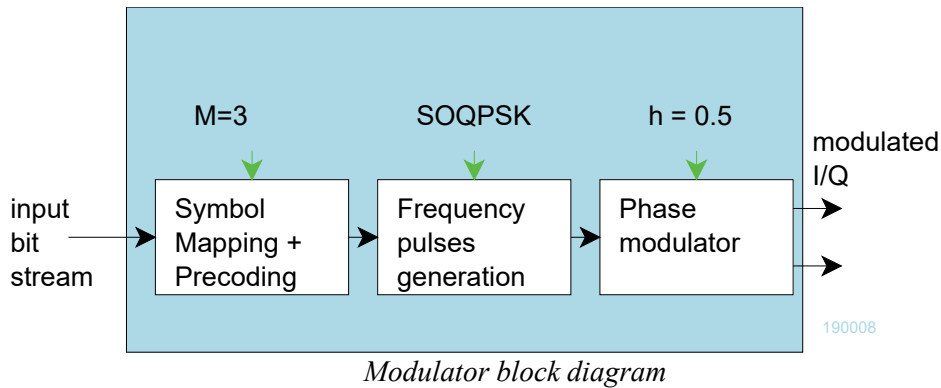 M=3
SOQPSK
h = 0.5
modulated
I/Q
input
bit
stream
Symbol
Mapping +
Precoding
Frequency
pulses
generation
Phase
modulator
190008
Modulator block diagram